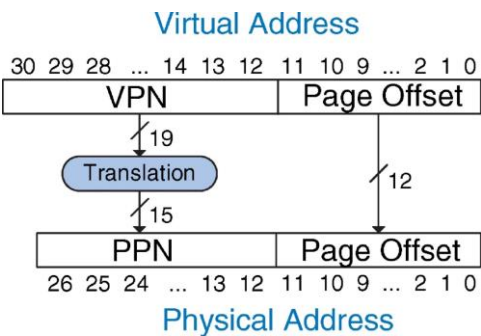 Virtual Address
30 29 28 ... 14 13 12 11 10 9 ... 2 1 0
VPN Page Offset
19
Translation
12
15
PPN Page Offset
26 25 24 ... 13 12 11 10 9 ... 2 1 0
Physical Address